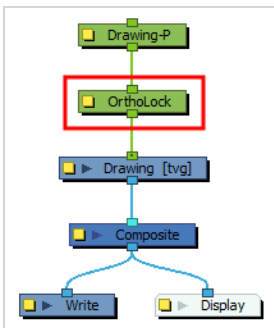 Drawing-P
OrthoLock
Drawing [tvg]
Composite
Write
Display